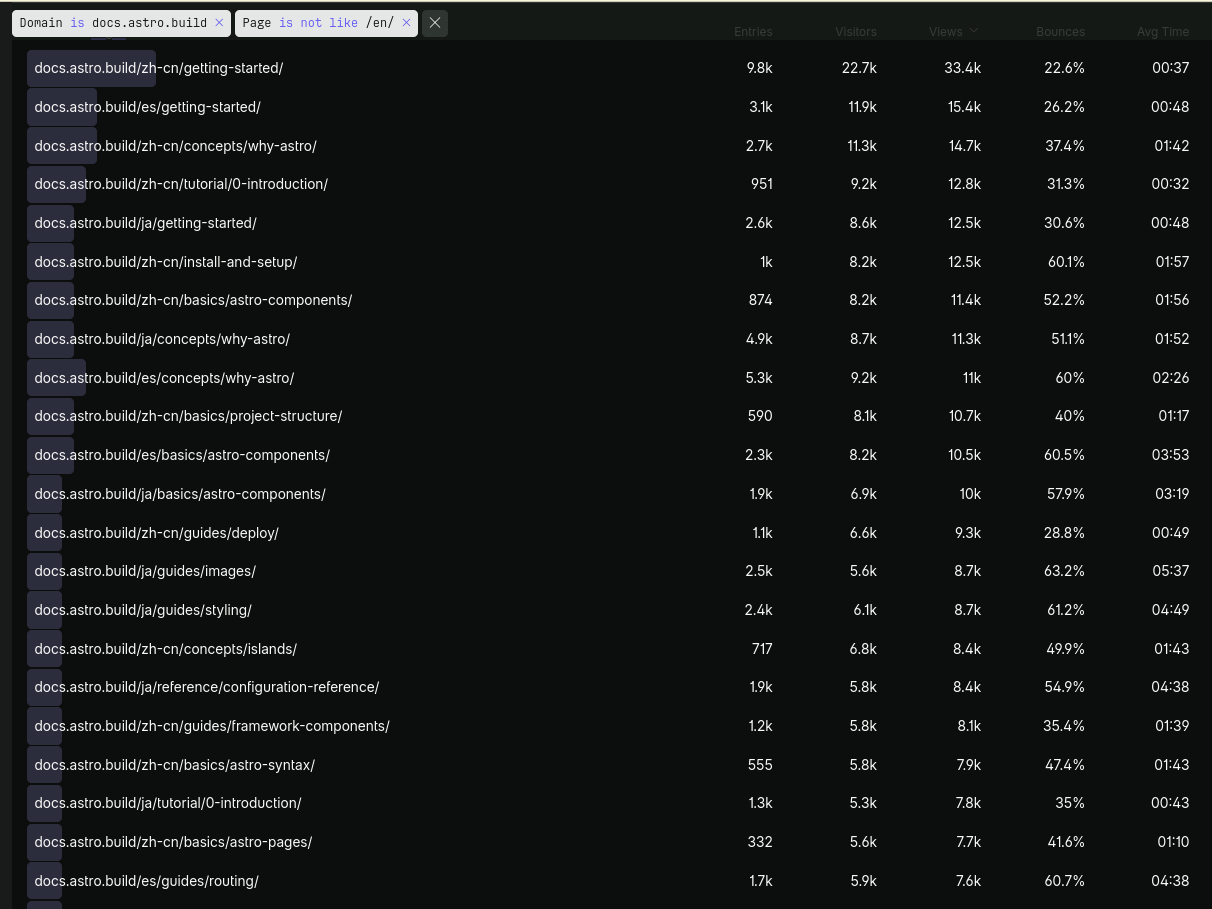 Domain is docs.astro.build × Page is not like /en/ × ×
Entries Visitors Views Bounces Avg Time
docs.astro.build/zh-cn/getting-started/ 9.8k 22.7k 33.4k 22.6% 00:37
docs.astro.build/es/getting-started/ 3.1k 11.9k 15.4k 26.2% 00:48
docs.astro.build/zh-cn/concepts/why-astro/ 2.7k 11.3k 14.7k 37.4% 01:42
docs.astro.build/zh-cn/tutorial/0-introduction/ 951 9.2k 12.8k 31.3% 00:32
docs.astro.build/ja/getting-started/ 2.6k 8.6k 12.5k 30.6% 00:48
docs.astro.build/zh-cn/install-and-setup/ 1k 8.2k 12.5k 60.1% 01:57
docs.astro.build/zh-cn/basics/astro-components/ 874 8.2k 11.4k 52.2% 01:56
docs.astro.build/ja/concepts/why-astro/ 4.9k 8.7k 11.3k 51.1% 01:52
docs.astro.build/es/concepts/why-astro/ 5.3k 9.2k 11k 60% 02:26
docs.astro.build/zh-cn/basics/project-structure/ 590 8.1k 10.7k 40% 01:17
docs.astro.build/es/basics/astro-components/ 2.3k 8.2k 10.5k 60.5% 03:53
docs.astro.build/ja/basics/astro-components/ 1.9k 6.9k 10k 57.9% 03:19
docs.astro.build/zh-cn/guides/deploy/ 1.1k 6.6k 9.3k 28.8% 00:49
docs.astro.build/ja/guides/images/ 2.5k 5.6k 8.7k 63.2% 05:37
docs.astro.build/ja/guides/styling/ 2.4k 6.1k 8.7k 61.2% 04:49
docs.astro.build/zh-cn/concepts/islands/ 717 6.8k 8.4k 49.9% 01:43
docs.astro.build/ja/reference/configuration-reference/ 1.9k 5.8k 8.4k 54.9% 04:38
docs.astro.build/zh-cn/guides/framework-components/ 1.2k 5.8k 8.1k 35.4% 01:39
docs.astro.build/zh-cn/basics/astro-syntax/ 555 5.8k 7.9k 47.4% 01:43
docs.astro.build/ja/tutorial/0-introduction/ 1.3k 5.3k 7.8k 35% 00:43
docs.astro.build/zh-cn/basics/astro-pages/ 332 5.6k 7.7k 41.6% 01:10
docs.astro.build/es/guides/routing/ 1.7k 5.9k 7.6k 60.7% 04:38